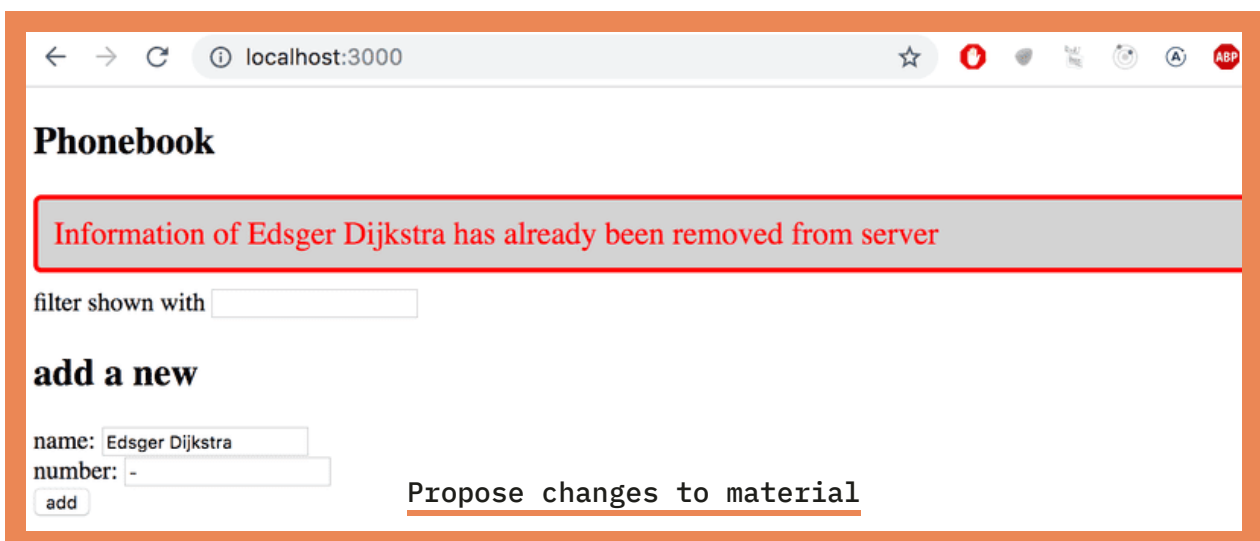 localhost:3000
ABP
Phonebook
Information of Edsger Dijkstra has already been removed from server
filter shown with
add a new
name: Edsger Dijkstra
number: -
add
Propose changes to material